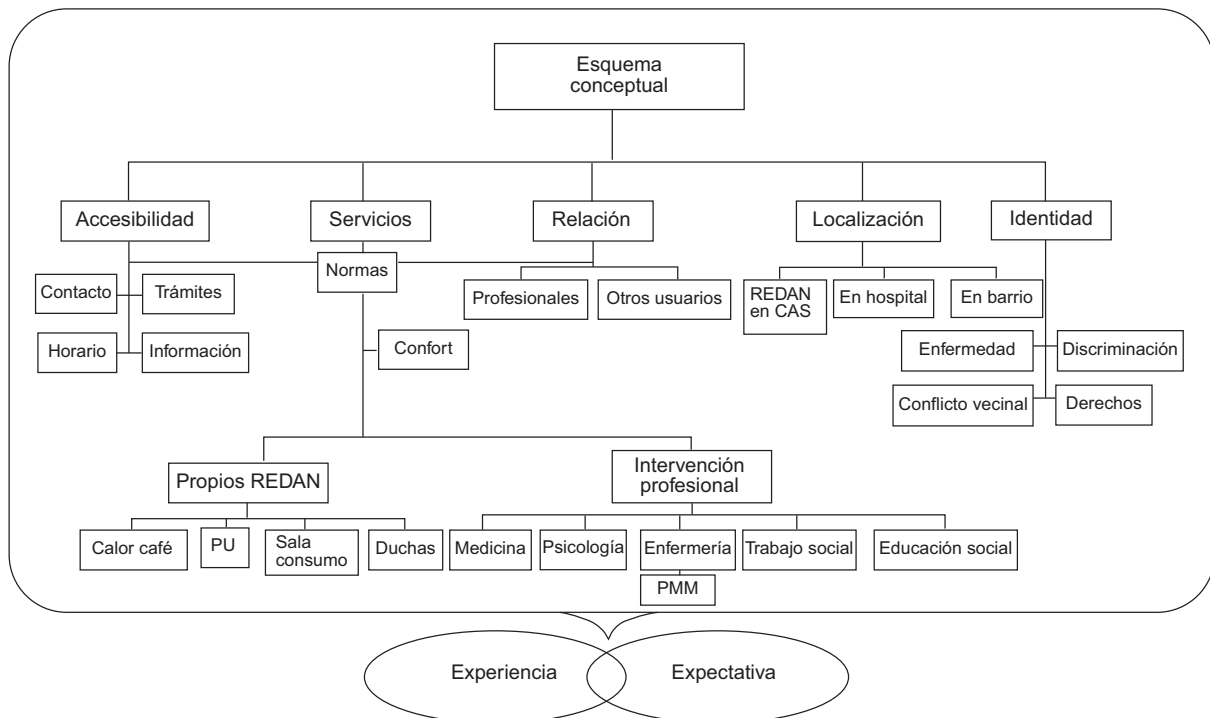 Esquema
conceptual
Accesibilidad
Servicios
Relación
Localización
Identidad
Normas
Contacto
Trámites
Profesionales
Otros usuarios
REDAN
en CAS
En hospital
En barrio
Horario
Información
Confort
Enfermedad
Discriminación
Conflicto vecinal
Derechos
Propios REDAN
Intervención
profesional
Calor café
PU
Sala
consumo
Duchas
Medicina
Psicología
Enfermería
Trabajo social
Educación social
PMM
Experiencia
Expectativa